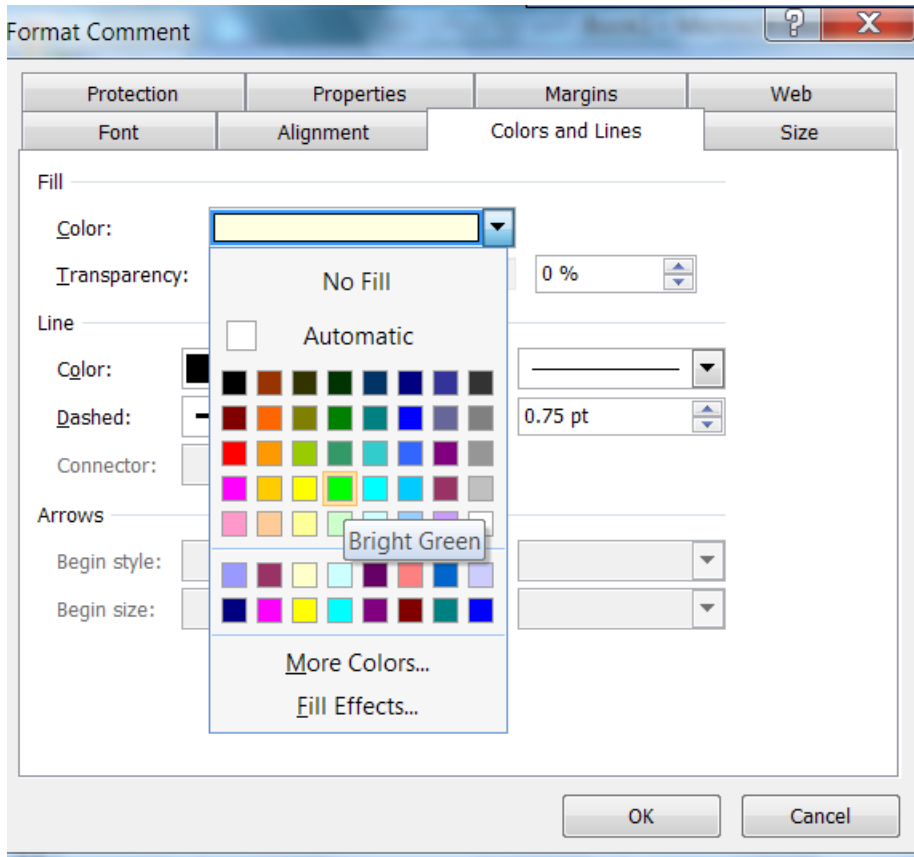 Format Comment
Protection Properties Margins Web
Font Alignment Colors and Lines Size
Fill
Color:
Transparency: 0 %
No Fill
Line
Automatic
Color:
Dashed: 0.75 pt
Connector:
Arrows
Bright Green
Begin style:
Begin size:
More Colors...
Fill Effects...
OK Cancel